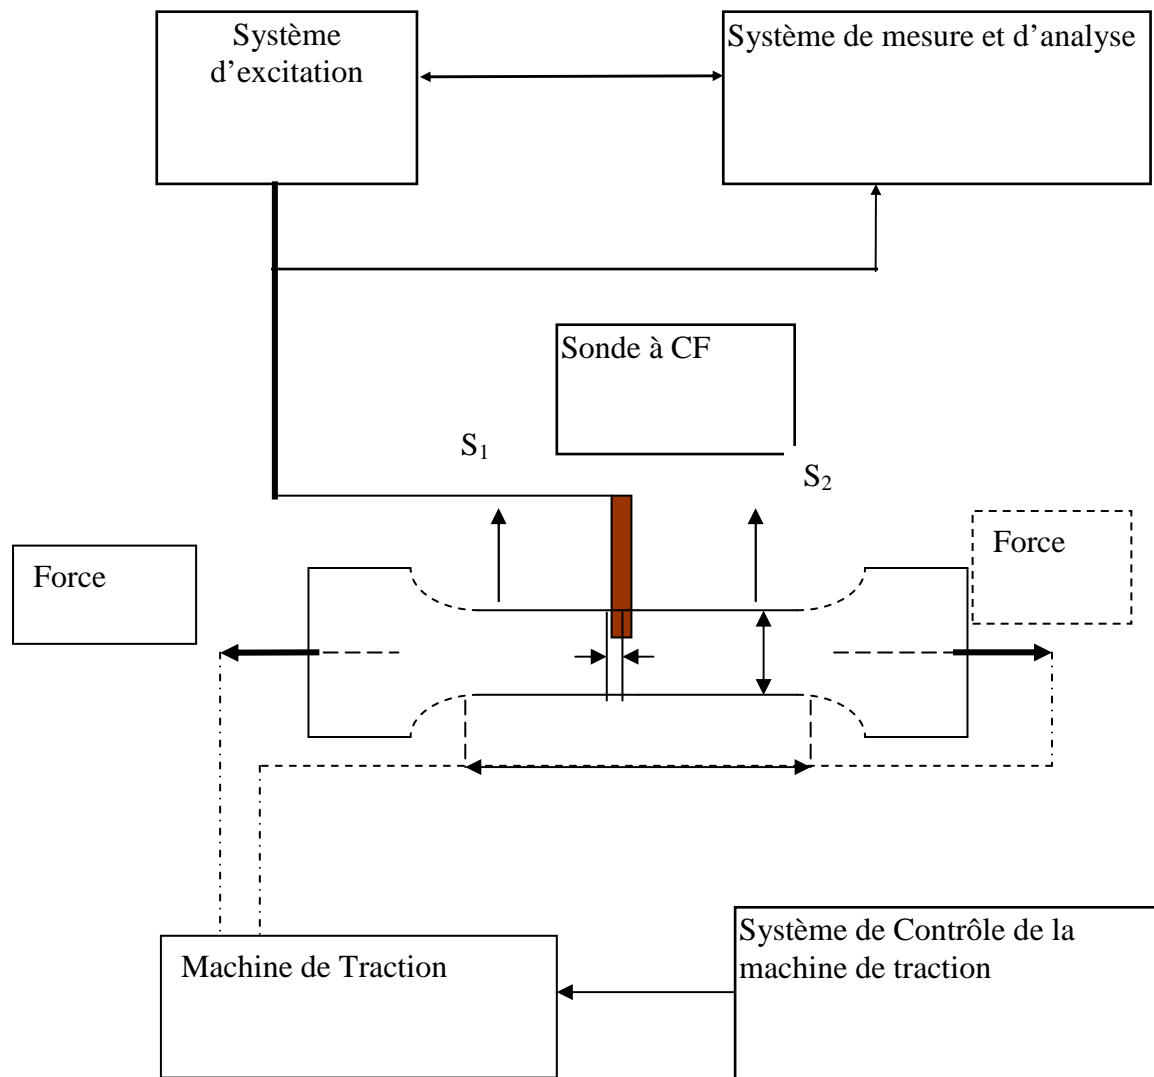 Système
d’excitation
Système de mesure et d’analyse
Sonde à CF
S₁
S₂
Force
Force
Machine de Traction
Système de Contrôle de la
machine de traction